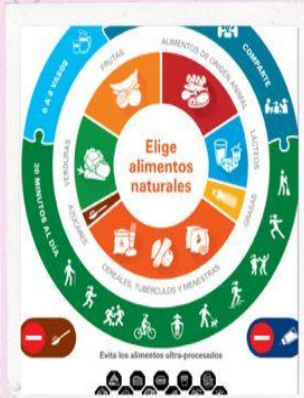 6 A 8 VASOS
COMPARTE
FRUTAS
ALIMENTOS DE ORIGEN ANIMAL
VERDURAS
LÁCTEOS
Elige
alimentos
naturales
30 MINUTOS AL DÍA
AZÚCARES
GRASAS
CEREALES, TUBÉRCULOS Y MENESTRAS
Evita los alimentos ultra-procesados